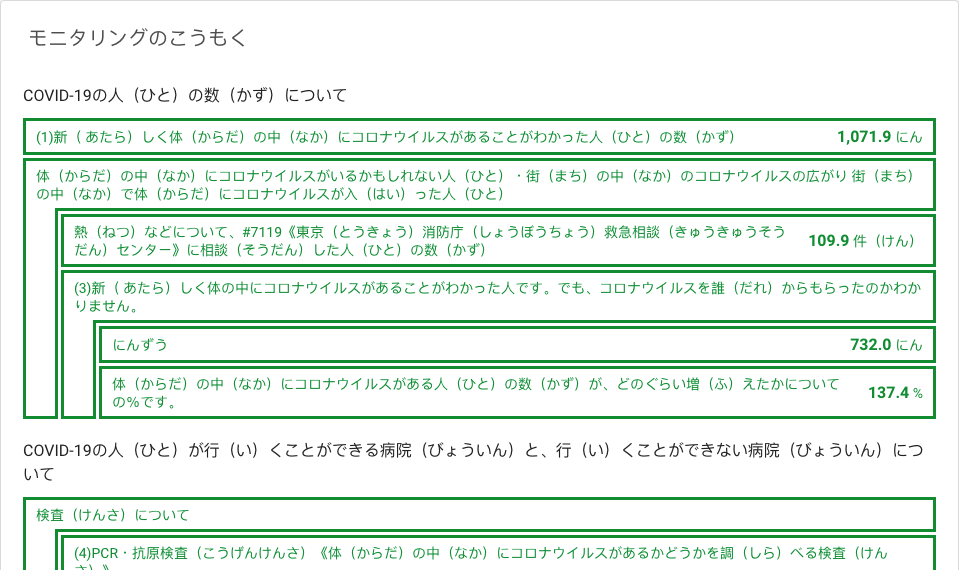 モニタリングのこうもく
COVID-19の人（ひと）の数（かず）について
(1)新（ あたら）しく体（からだ）の中（なか）にコロナウイルスがあることがわかった人（ひと）の数（かず） 1,071.9 にん
体（からだ）の中（なか）にコロナウイルスがいるかもしれない人（ひと）・街（まち）の中（なか）のコロナウイルスの広がり 街（まち）
の中（なか）で体（からだ）にコロナウイルスが入（はい）った人（ひと）
熱（ねつ）などについて、#7119《東京（とうきょう）消防庁（しょうぼうちょう）救急相談（きゅうきゅうそう
だん）センター》に相談（そうだん）した人（ひと）の数（かず） 109.9 件（けん）
(3)新（ あたら）しく体の中にコロナウイルスがあることがわかった人です。でも、コロナウイルスを誰（だれ）からもらったのかわか
りません。
にんずう 732.0 にん
体（からだ）の中（なか）にコロナウイルスがある人（ひと）の数（かず）が、どのぐらい増（ふ）えたかについて
の％です。 137.4 %
COVID-19の人（ひと）が行（い）くことができる病院（びょういん）と、行（い）くことができない病院（びょういん）につ
いて
検査（けんさ）について
(4)PCR・抗原検査（こうげんけんさ）《体（からだ）の中（なか）にコロナウイルスがあるかどうかを調（しら）べる検査（けん